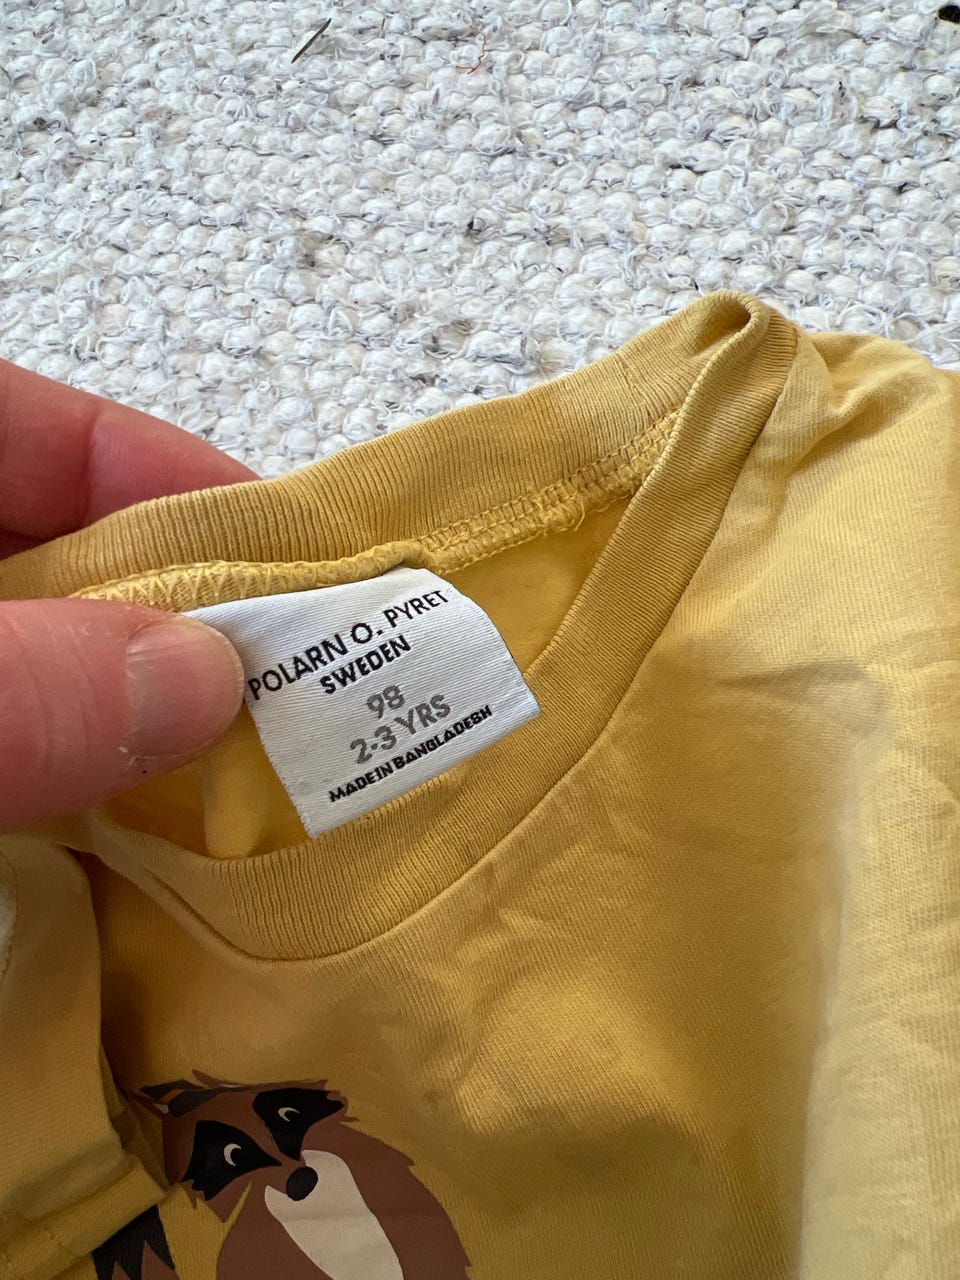 POLARN O. PYRET
SWEDEN
98
2-3 YRS
MADE IN BANGLADESH